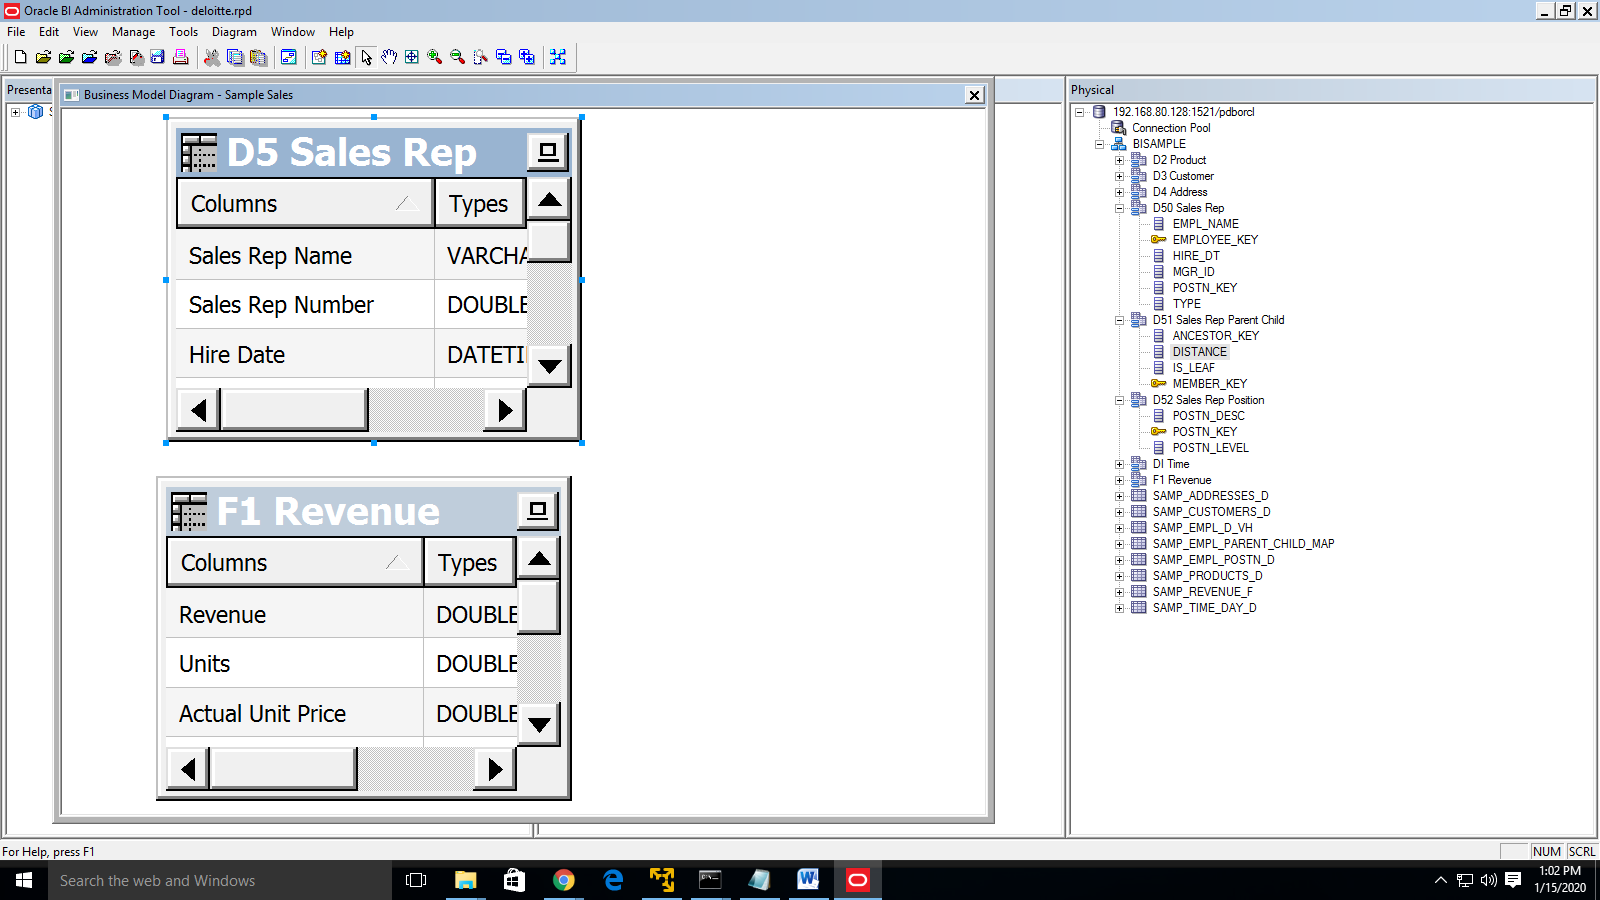 Oracle BI Administration Tool - deloitte.rpd
File Edit View Manage Tools Diagram Window Help
Presenta
Business Model Diagram - Sample Sales
D5 Sales Rep
Columns Types
Sales Rep Name VARCHA
Sales Rep Number DOUBLE
Hire Date DATETI
F1 Revenue
Columns Types
Revenue DOUBLE
Units DOUBLE
Actual Unit Price DOUBLE
Physical
192.168.80.128:1521/pdborcl
Connection Pool
BISAMPLE
D2 Product
D3 Customer
D4 Address
D50 Sales Rep
EMPL_NAME
EMPLOYEE_KEY
HIRE_DT
MGR_ID
POSTN_KEY
TYPE
D51 Sales Rep Parent Child
ANCESTOR_KEY
DISTANCE
IS_LEAF
MEMBER_KEY
D52 Sales Rep Position
POSTN_DESC
POSTN_KEY
POSTN_LEVEL
DI Time
F1 Revenue
SAMP_ADDRESSES_D
SAMP_CUSTOMERS_D
SAMP_EMPL_D_VH
SAMP_EMPL_PARENT_CHILD_MAP
SAMP_EMPL_POSTN_D
SAMP_PRODUCTS_D
SAMP_REVENUE_F
SAMP_TIME_DAY_D
For Help, press F1
NUM SCRL
Search the web and Windows
1:02 PM
1/15/2020